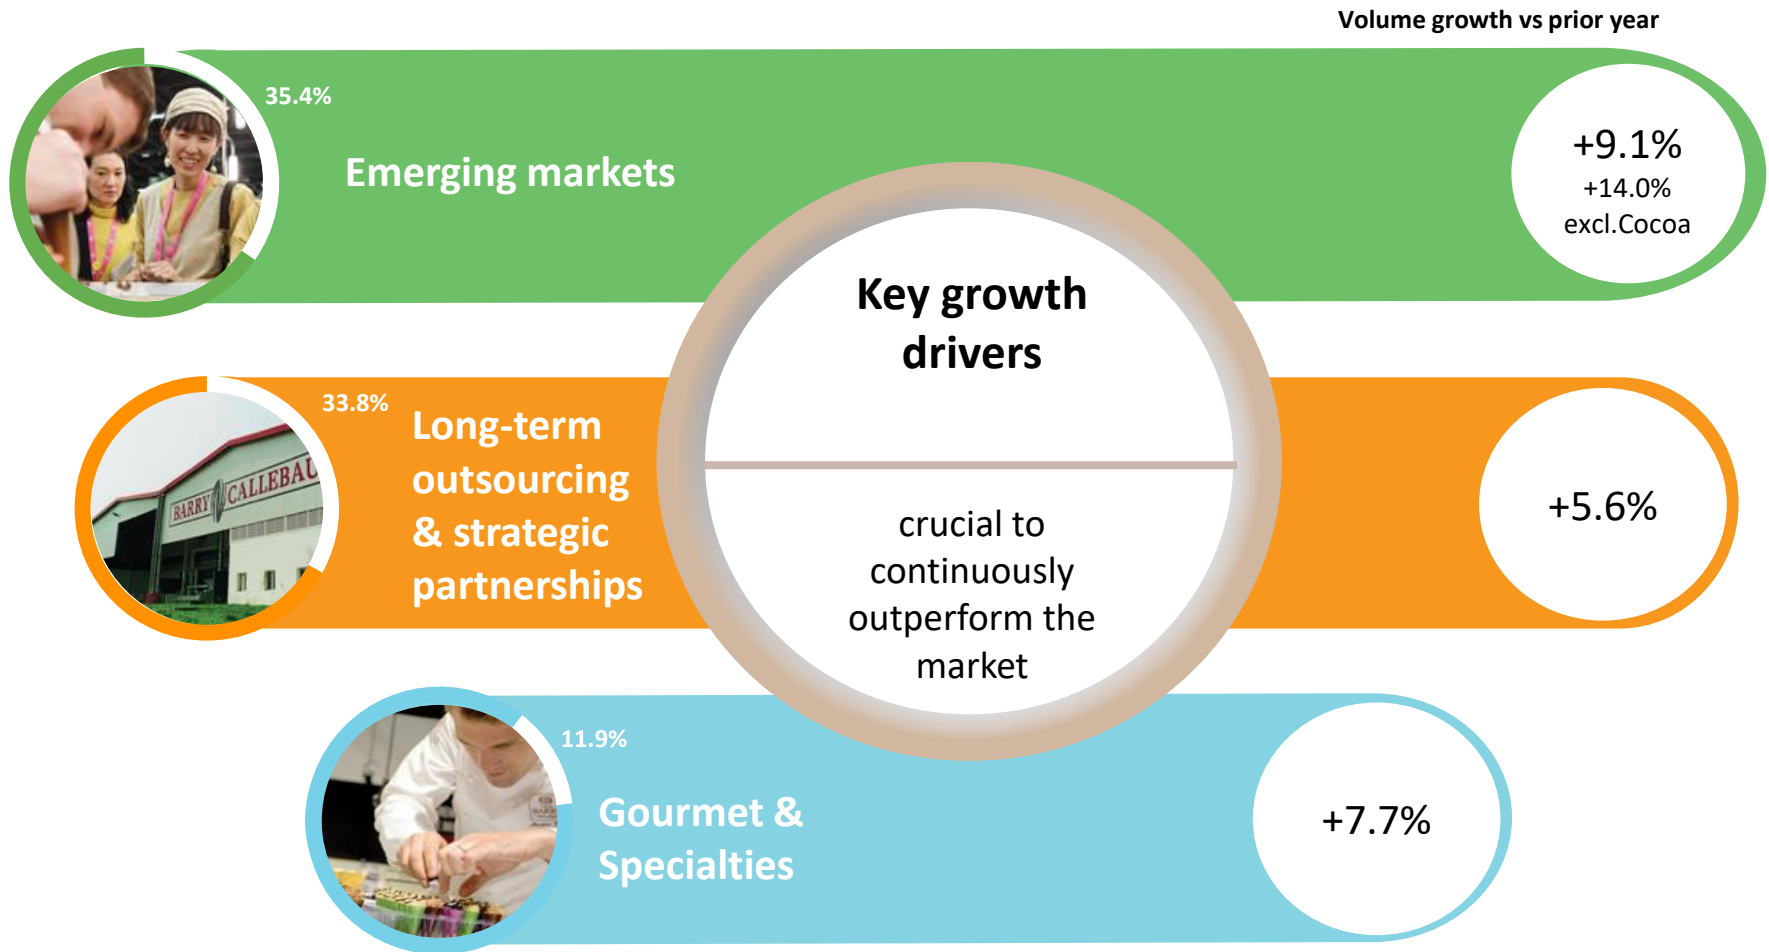 Volume growth vs prior year
35.4%
Emerging markets
+9.1%
+14.0%
excl.Cocoa
Key growth
drivers
crucial to
continuously
outperform the
market
33.8%
Long-term
outsourcing
& strategic
partnerships
BARRY CALLEBAU
+5.6%
11.9%
Gourmet &
Specialties
+7.7%